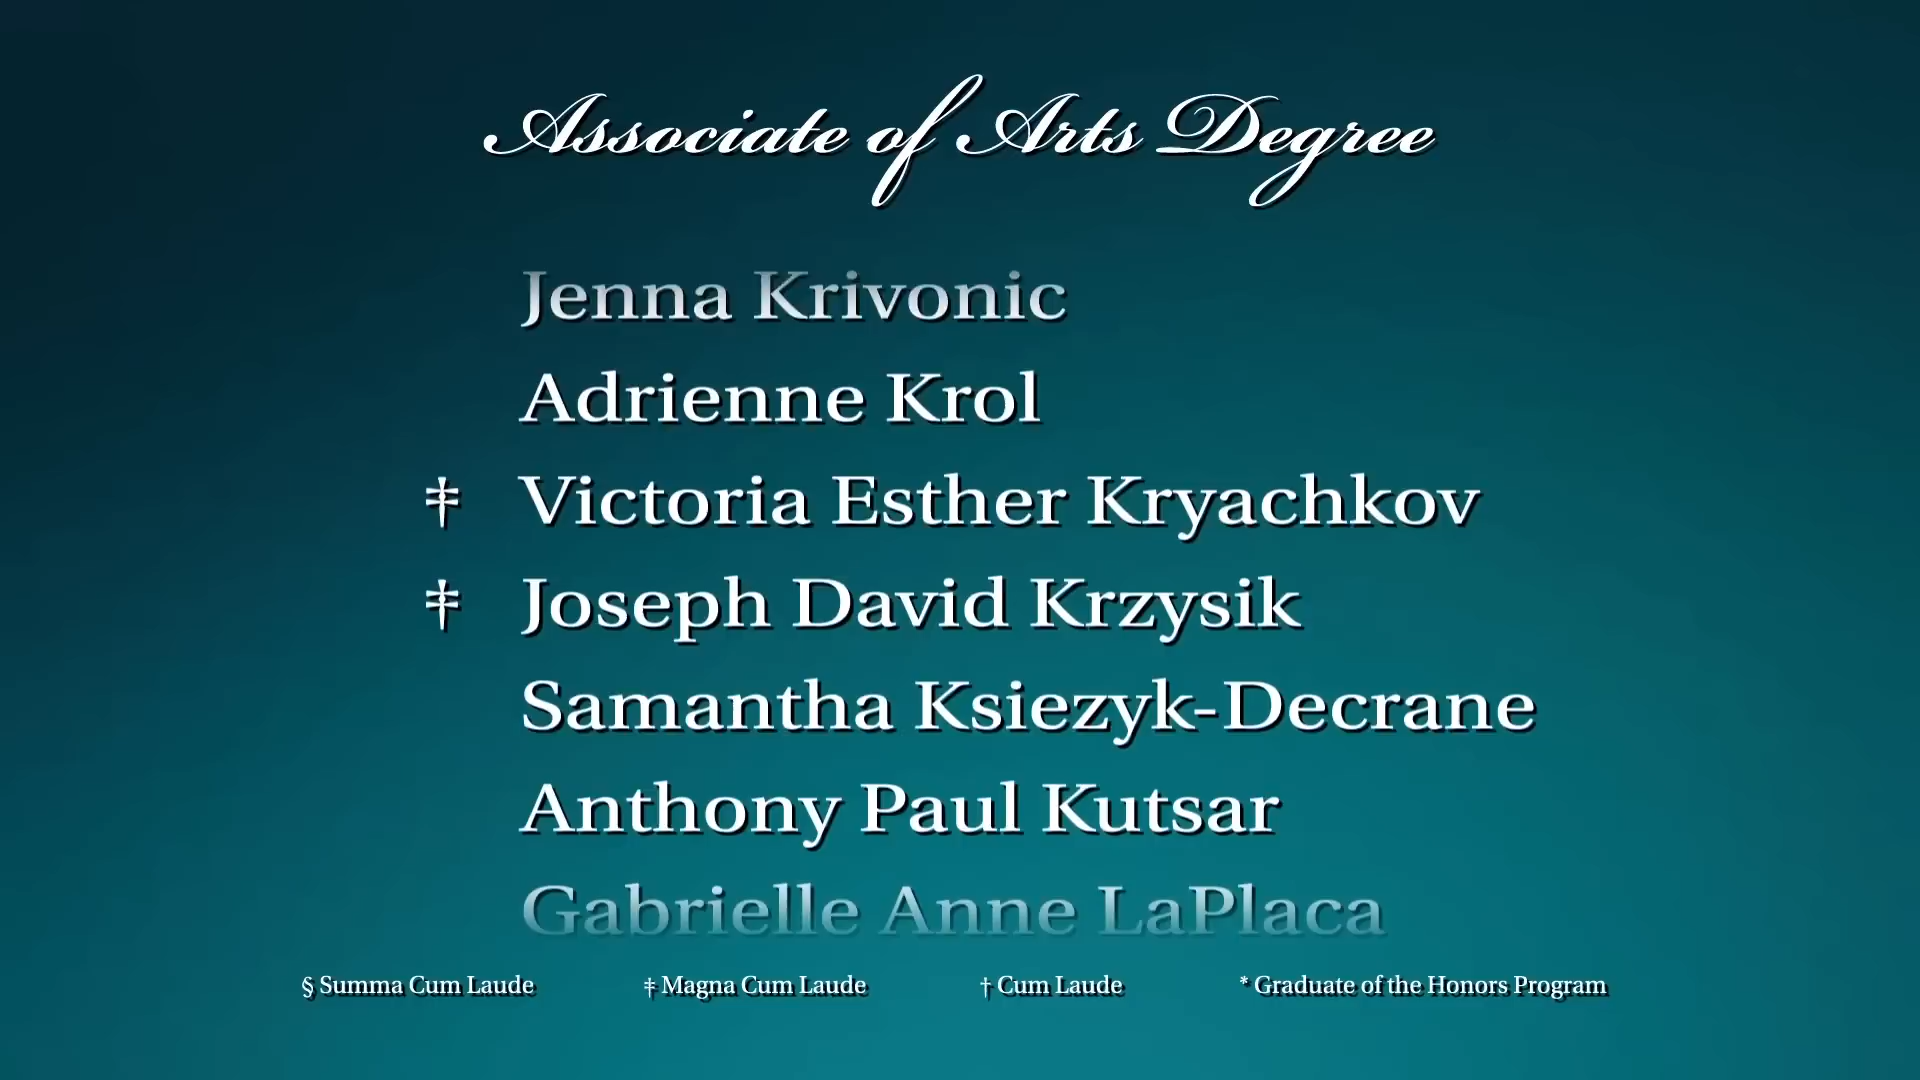 Associate of Arts Degree
Jenna Krivonic
Adrienne Krol
‡ Victoria Esther Kryachkov
‡ Joseph David Krzysik
Samantha Ksiezyk-Decrane
Anthony Paul Kutsar
Gabrielle Anne LaPlaca
§ Summa Cum Laude ‡ Magna Cum Laude † Cum Laude * Graduate of the Honors Program